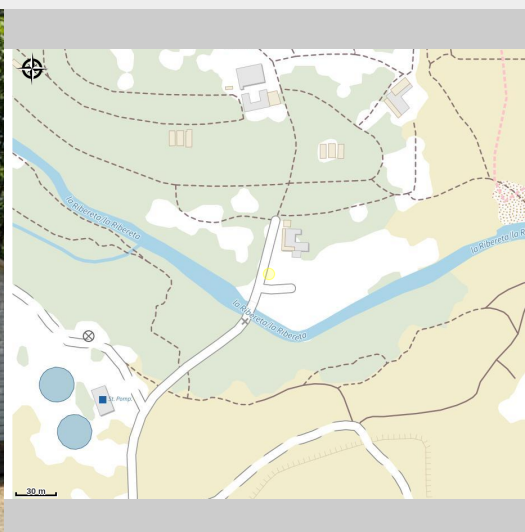 la Ribereta; la Ribereta
la Ribereta; la R
la Ribereta; la Ribereta
St. Pomp.
30 m